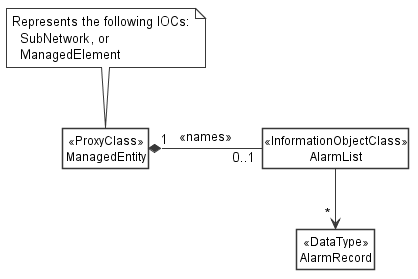 Represents the following IOCs:
SubNetwork, or
ManagedElement
«ProxyClass»
ManagedEntity
1
«names»
0..1
«InformationObjectClass»
AlarmList
*
«DataType»
AlarmRecord